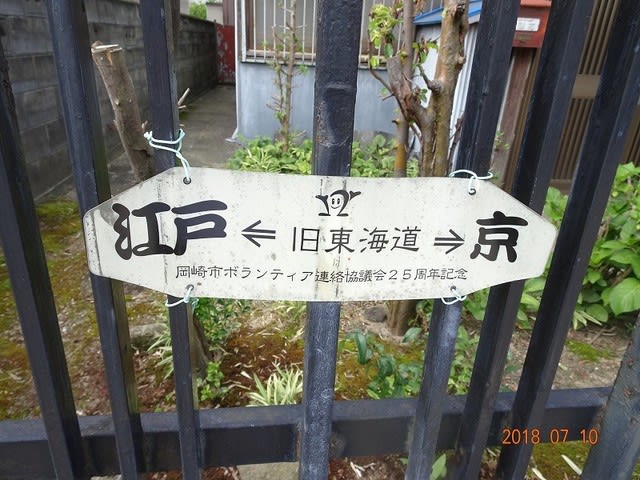 江戸 ⇐ 旧東海道 ⇒ 京
岡崎市ボランティア連絡協議会25周年記念
2018 07 10